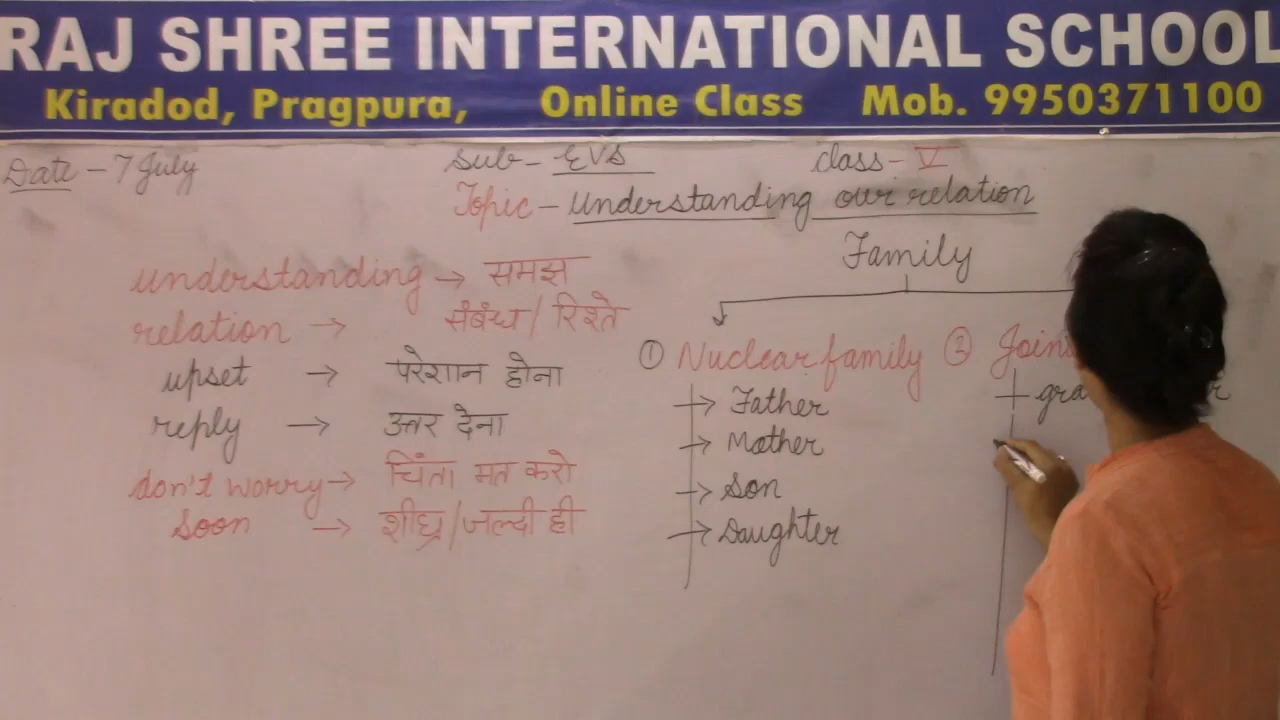 RAJ SHREE INTERNATIONAL SCHOOL
Kiradod, Pragpura, Online Class Mob. 9950371100
Date - 7 July Sub - EVS class - V
Topic - Understanding our relation
Family
understanding → समझ
relation → संबंध / रिश्ते
upset → परेशान होना
reply → उत्तर देना
don't worry → चिंता मत करो
soon → शीघ्र / जल्दी ही
① Nuclear family
→ Father
→ Mother
→ Son
→ Daughter
②